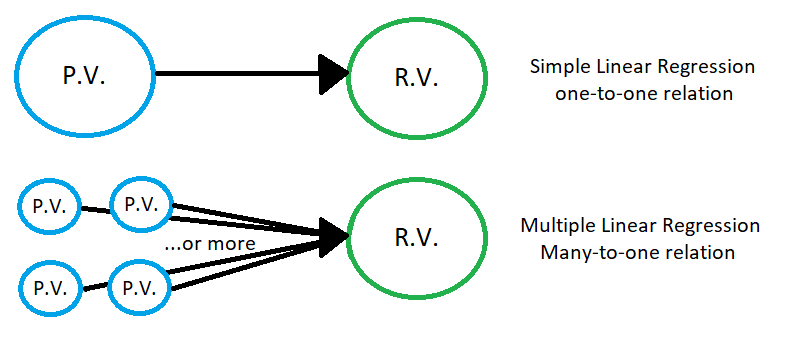 P.V.
R.V.
Simple Linear Regression
one-to-one relation
P.V.
P.V.
...or more
R.V.
P.V.
P.V.
Multiple Linear Regression
Many-to-one relation